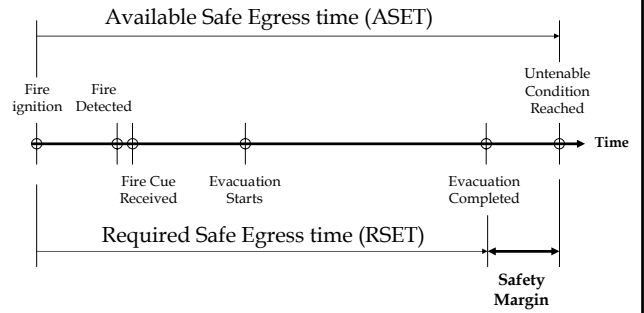 Available Safe Egress time (ASET)
Fire
ignition
Fire
Detected
Untenable
Condition
Reached
Time
Fire Cue
Received
Evacuation
Starts
Evacuation
Completed
Required Safe Egress time (RSET)
Safety
Margin